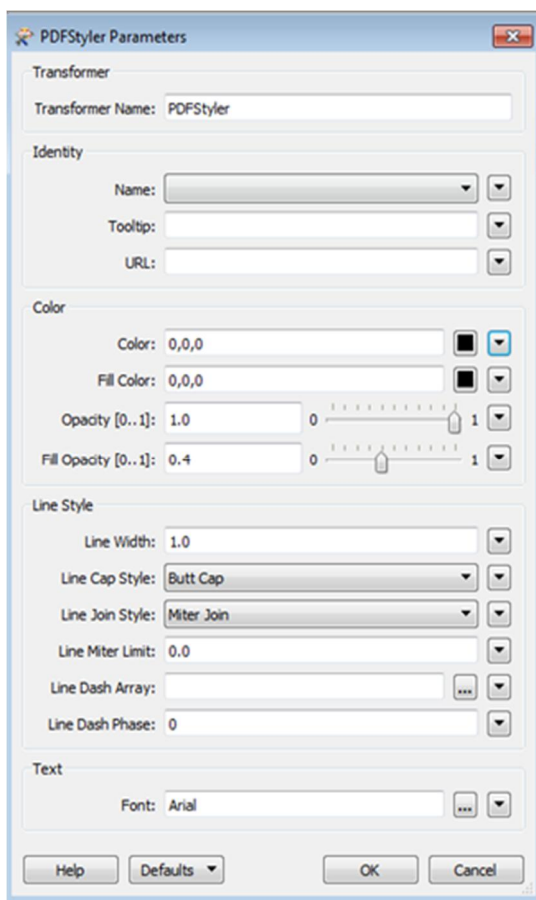 PDFStyler Parameters
Transformer
Transformer Name: PDFStyler
Identity
Name:
Tooltip:
URL:
Color
Color: 0,0,0
Fill Color: 0,0,0
Opacity [0..1]: 1.0 0 1
Fill Opacity [0..1]: 0.4 0 1
Line Style
Line Width: 1.0
Line Cap Style: Butt Cap
Line Join Style: Miter Join
Line Miter Limit: 0.0
Line Dash Array: ...
Line Dash Phase: 0
Text
Font: Arial ...
Help Defaults OK Cancel